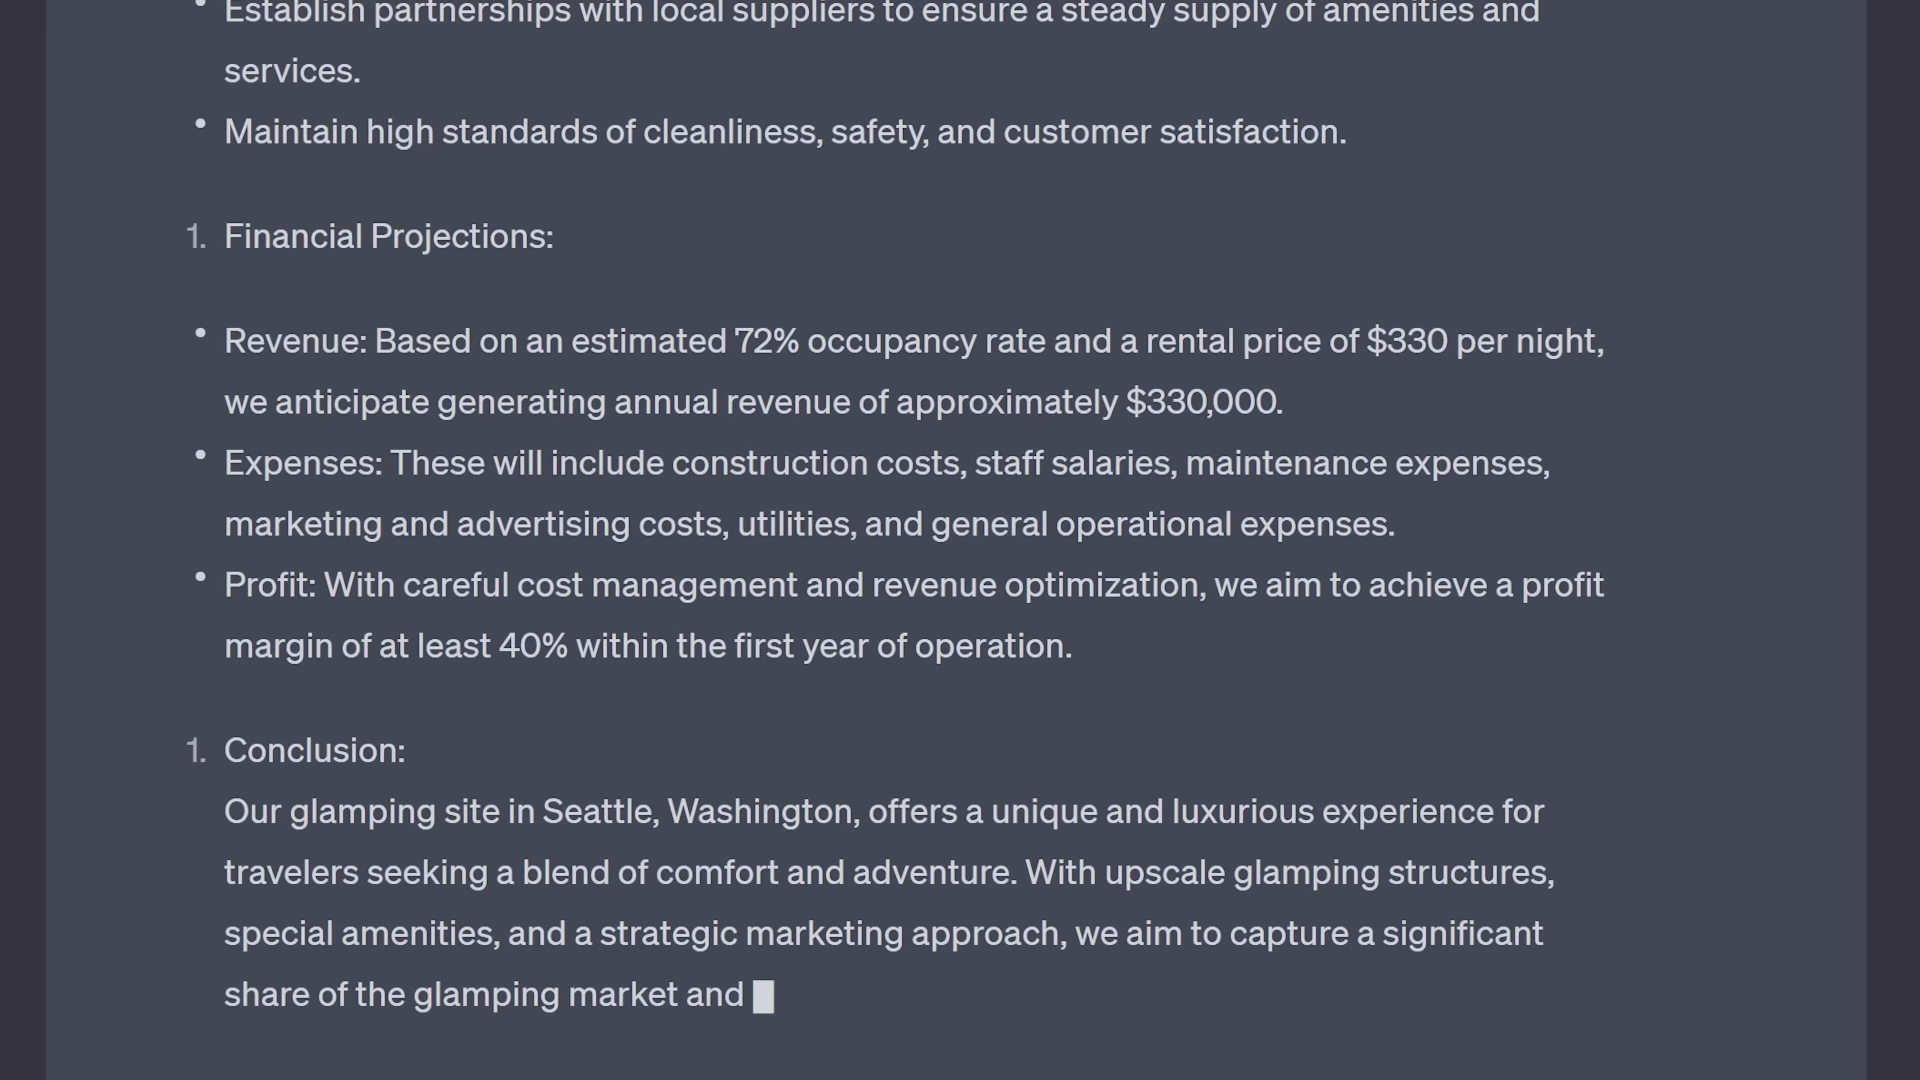 Establish partnerships with local suppliers to ensure a steady supply of amenities and
services.
• Maintain high standards of cleanliness, safety, and customer satisfaction.
1. Financial Projections:
• Revenue: Based on an estimated 72% occupancy rate and a rental price of $330 per night,
we anticipate generating annual revenue of approximately $330,000.
• Expenses: These will include construction costs, staff salaries, maintenance expenses,
marketing and advertising costs, utilities, and general operational expenses.
• Profit: With careful cost management and revenue optimization, we aim to achieve a profit
margin of at least 40% within the first year of operation.
1. Conclusion:
Our glamping site in Seattle, Washington, offers a unique and luxurious experience for
travelers seeking a blend of comfort and adventure. With upscale glamping structures,
special amenities, and a strategic marketing approach, we aim to capture a significant
share of the glamping market and